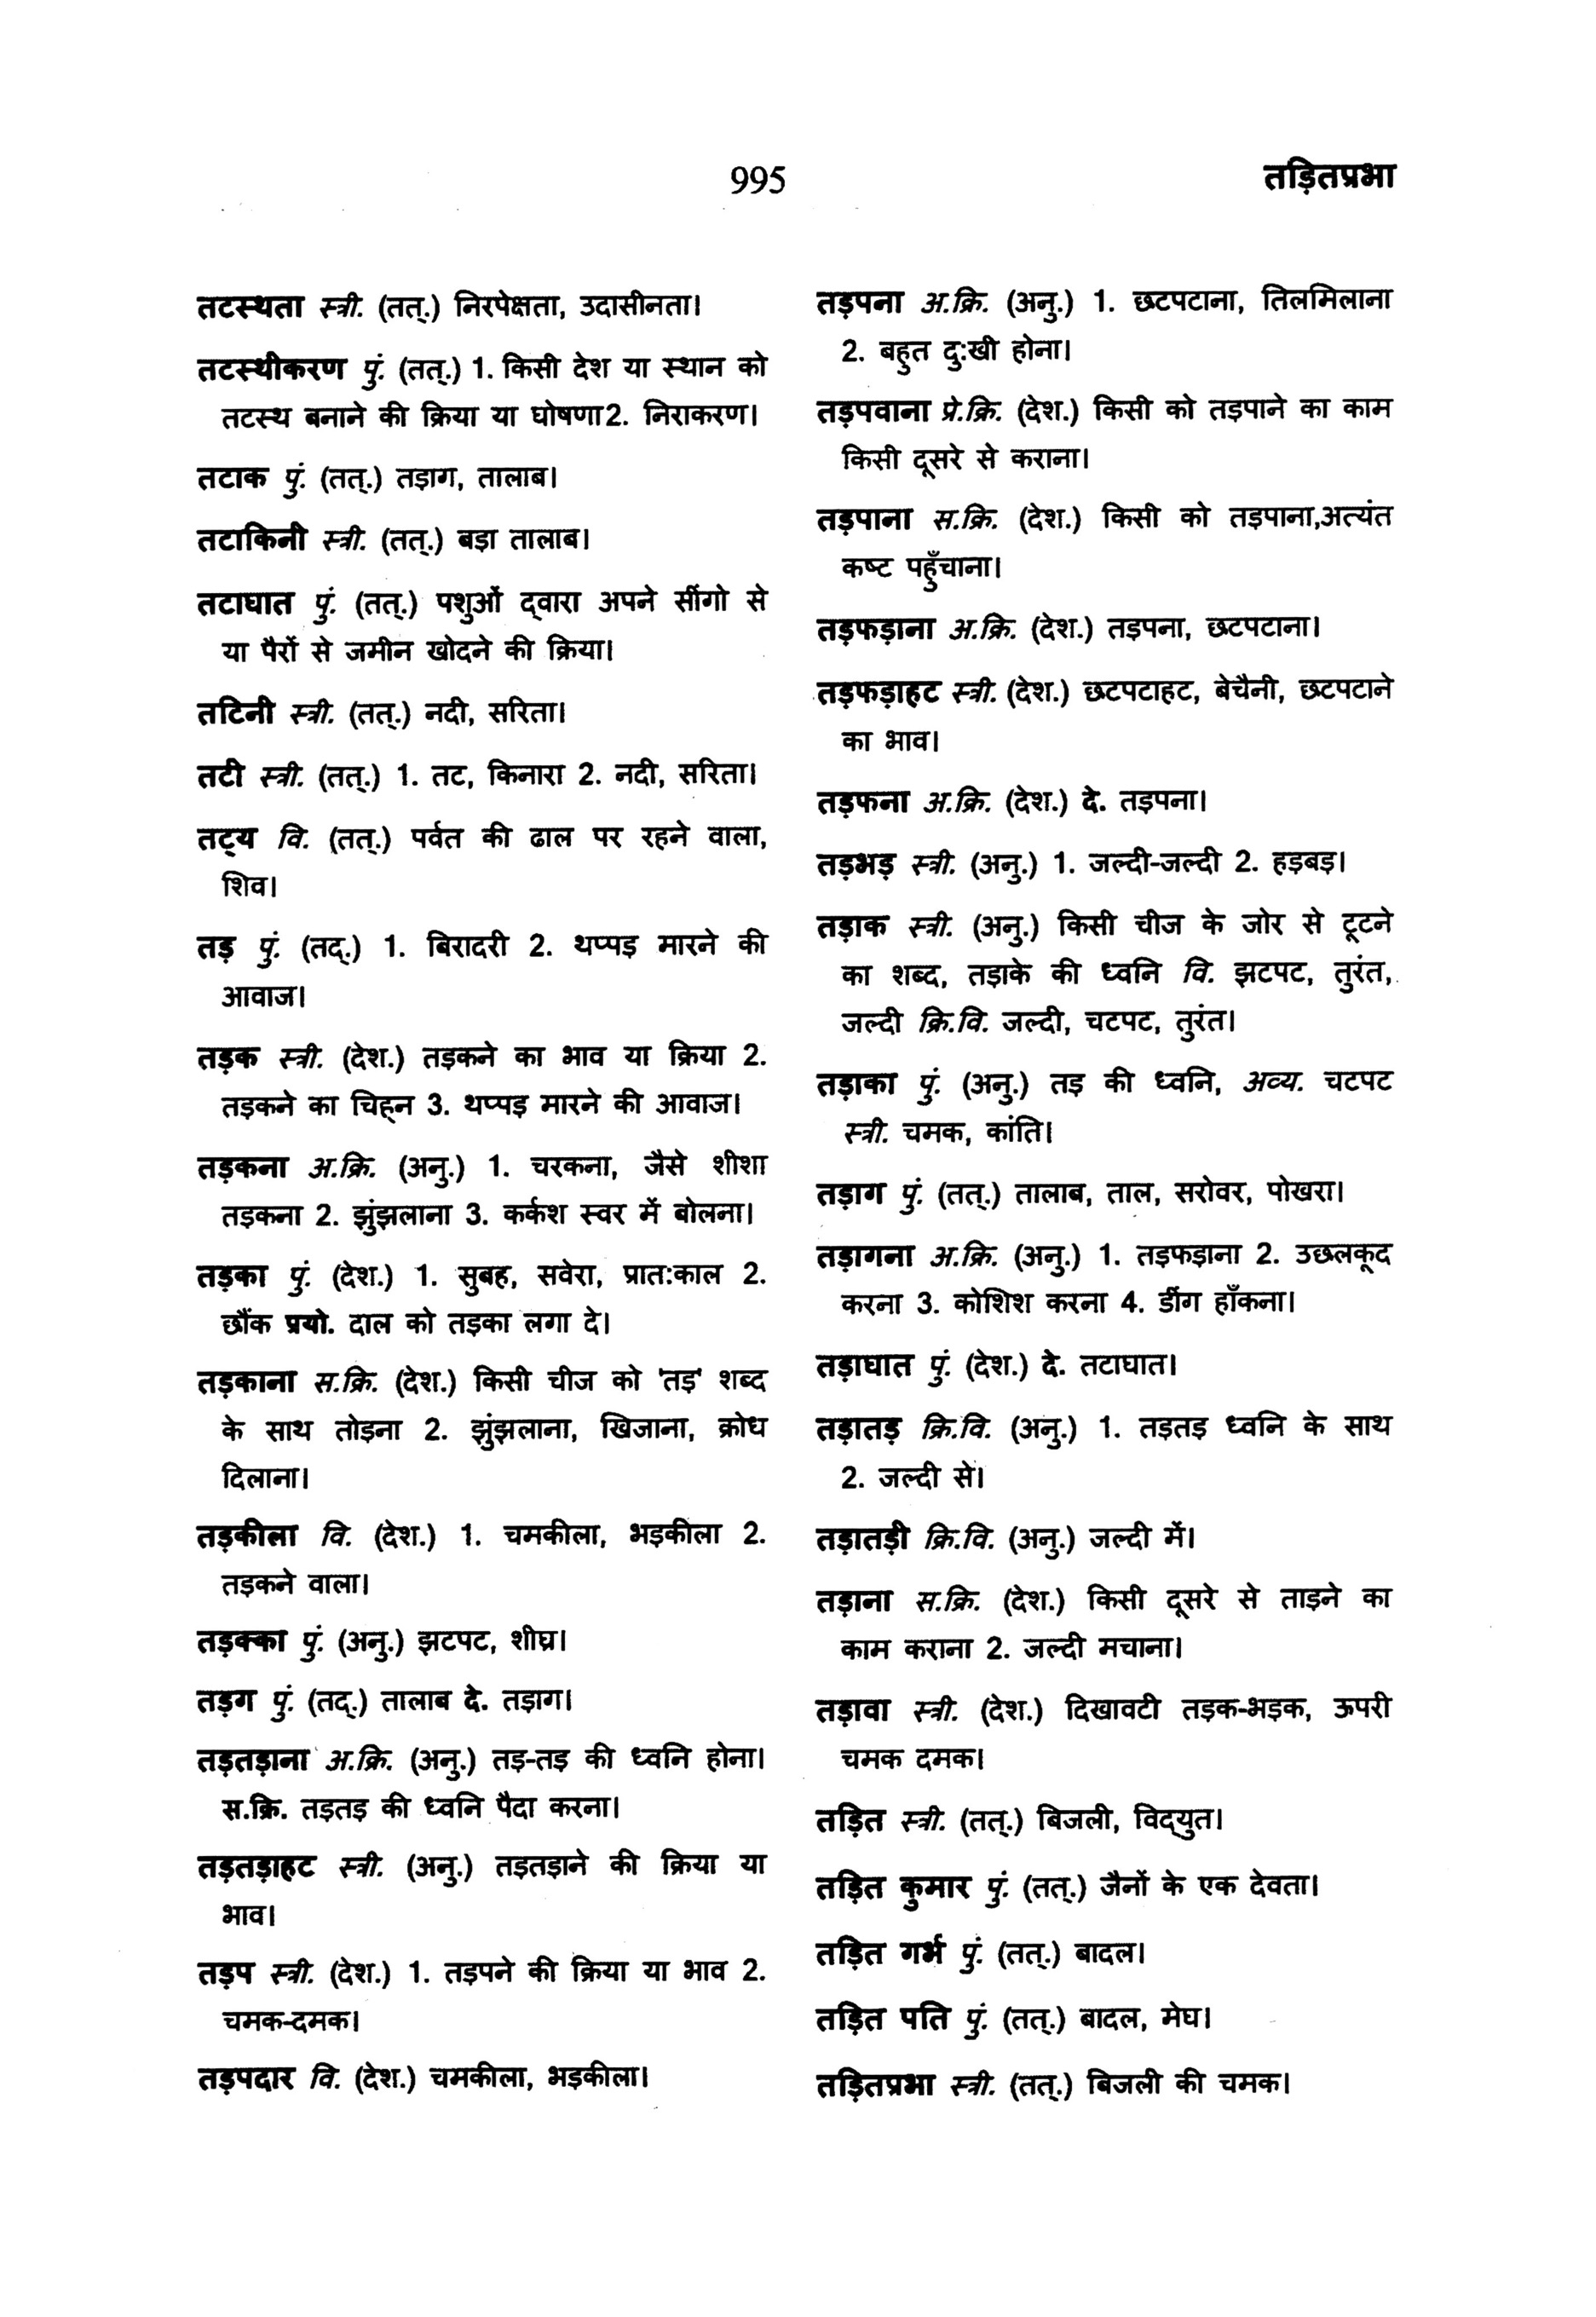 995
तड़ितप्रभा
तटस्थता स्त्री. (तत्.) निरपेक्षता, उदासीनता।
तटस्थीकरण पुं. (तत्.) 1. किसी देश या स्थान को
तटस्थ बनाने की क्रिया या घोषणा2. निराकरण।
तटाक पुं. (तत्.) तड़ाग, तालाब।
तटाकिनी स्त्री. (तत्.) बड़ा तालाब।
तटाघात पुं. (तत्.) पशुओं द्वारा अपने सींगो से
या पैरों से जमीन खोदने की क्रिया।
तटिनी स्त्री. (तत्.) नदी, सरिता।
तटी स्त्री. (तत्.) 1. तट, किनारा 2. नदी, सरिता।
तट्य वि. (तत्.) पर्वत की ढाल पर रहने वाला,
शिव।
तड़ पुं. (तद्.) 1. बिरादरी 2. थप्पड़ मारने की
आवाज।
तड़क स्त्री. (देश.) तड़कने का भाव या क्रिया 2.
तड़कने का चिह्न 3. थप्पड़ मारने की आवाज।
तड़कना अ.क्रि. (अनु.) 1. चरकना, जैसे शीशा
तड़कना 2. झुंझलाना 3. कर्कश स्वर में बोलना।
तड़का पुं. (देश.) 1. सुबह, सवेरा, प्रात:काल 2.
छौंक प्रयो. दाल को तड़का लगा दे।
तड़काना स.क्रि. (देश.) किसी चीज को 'तड़' शब्द
के साथ तोड़ना 2. झुंझलाना, खिजाना, क्रोध
दिलाना।
तड़कीला वि. (देश.) 1. चमकीला, भड़कीला 2.
तड़कने वाला।
तड़क्का पुं. (अनु.) झटपट, शीघ्र।
तड़ग पुं. (तद्.) तालाब दे. तड़ाग।
तड़तड़ाना अ.क्रि. (अनु.) तड़-तड़ की ध्वनि होना।
स.क्रि. तड़तड़ की ध्वनि पैदा करना।
तड़तड़ाहट स्त्री. (अनु.) तड़तड़ाने की क्रिया या
भाव।
तड़प स्त्री. (देश.) 1. तड़पने की क्रिया या भाव 2.
चमक-दमक।
तड़पदार वि. (देश.) चमकीला, भड़कीला।
तड़पना अ.क्रि. (अनु.) 1. छटपटाना, तिलमिलाना
2. बहुत दु:खी होना।
तड़पवाना प्रे.क्रि. (देश.) किसी को तड़पाने का काम
किसी दूसरे से कराना।
तड़पाना स.क्रि. (देश.) किसी को तड़पाना,अत्यंत
कष्ट पहुँचाना।
तड़फड़ाना अ.क्रि. (देश.) तड़पना, छटपटाना।
तड़फड़ाहट स्त्री. (देश.) छटपटाहट, बेचैनी, छटपटाने
का भाव।
तड़फना अ.क्रि. (देश.) दे. तड़पना।
तड़भड़ स्त्री. (अनु.) 1. जल्दी-जल्दी 2. हड़बड़।
तड़ाक स्त्री. (अनु.) किसी चीज के जोर से टूटने
का शब्द, तड़ाके की ध्वनि वि. झटपट, तुरंत,
जल्दी क्रि.वि. जल्दी, चटपट, तुरंत।
तड़ाका पुं. (अनु.) तड़ की ध्वनि, अव्य. चटपट
स्त्री. चमक, कांति।
तड़ाग पुं. (तत्.) तालाब, ताल, सरोवर, पोखरा।
तड़ागना अ.क्रि. (अनु.) 1. तड़फड़ाना 2. उछलकूद
करना 3. कोशिश करना 4. डींग हाँकना।
तड़ाघात पुं. (देश.) दे. तटाघात।
तड़ातड़ क्रि.वि. (अनु.) 1. तड़तड़ ध्वनि के साथ
2. जल्दी से।
तड़ातड़ी क्रि.वि. (अनु.) जल्दी में।
तड़ाना स.क्रि. (देश.) किसी दूसरे से ताड़ने का
काम कराना 2. जल्दी मचाना।
तड़ावा स्त्री. (देश.) दिखावटी तड़क-भड़क, ऊपरी
चमक दमक।
तड़ित स्त्री. (तत्.) बिजली, विद्युत।
तड़ित कुमार पुं. (तत्.) जैनों के एक देवता।
तड़ित गर्भ पुं. (तत्.) बादल।
तड़ित पति पुं. (तत्.) बादल, मेघ।
तड़ितप्रभा स्त्री. (तत्.) बिजली की चमक।